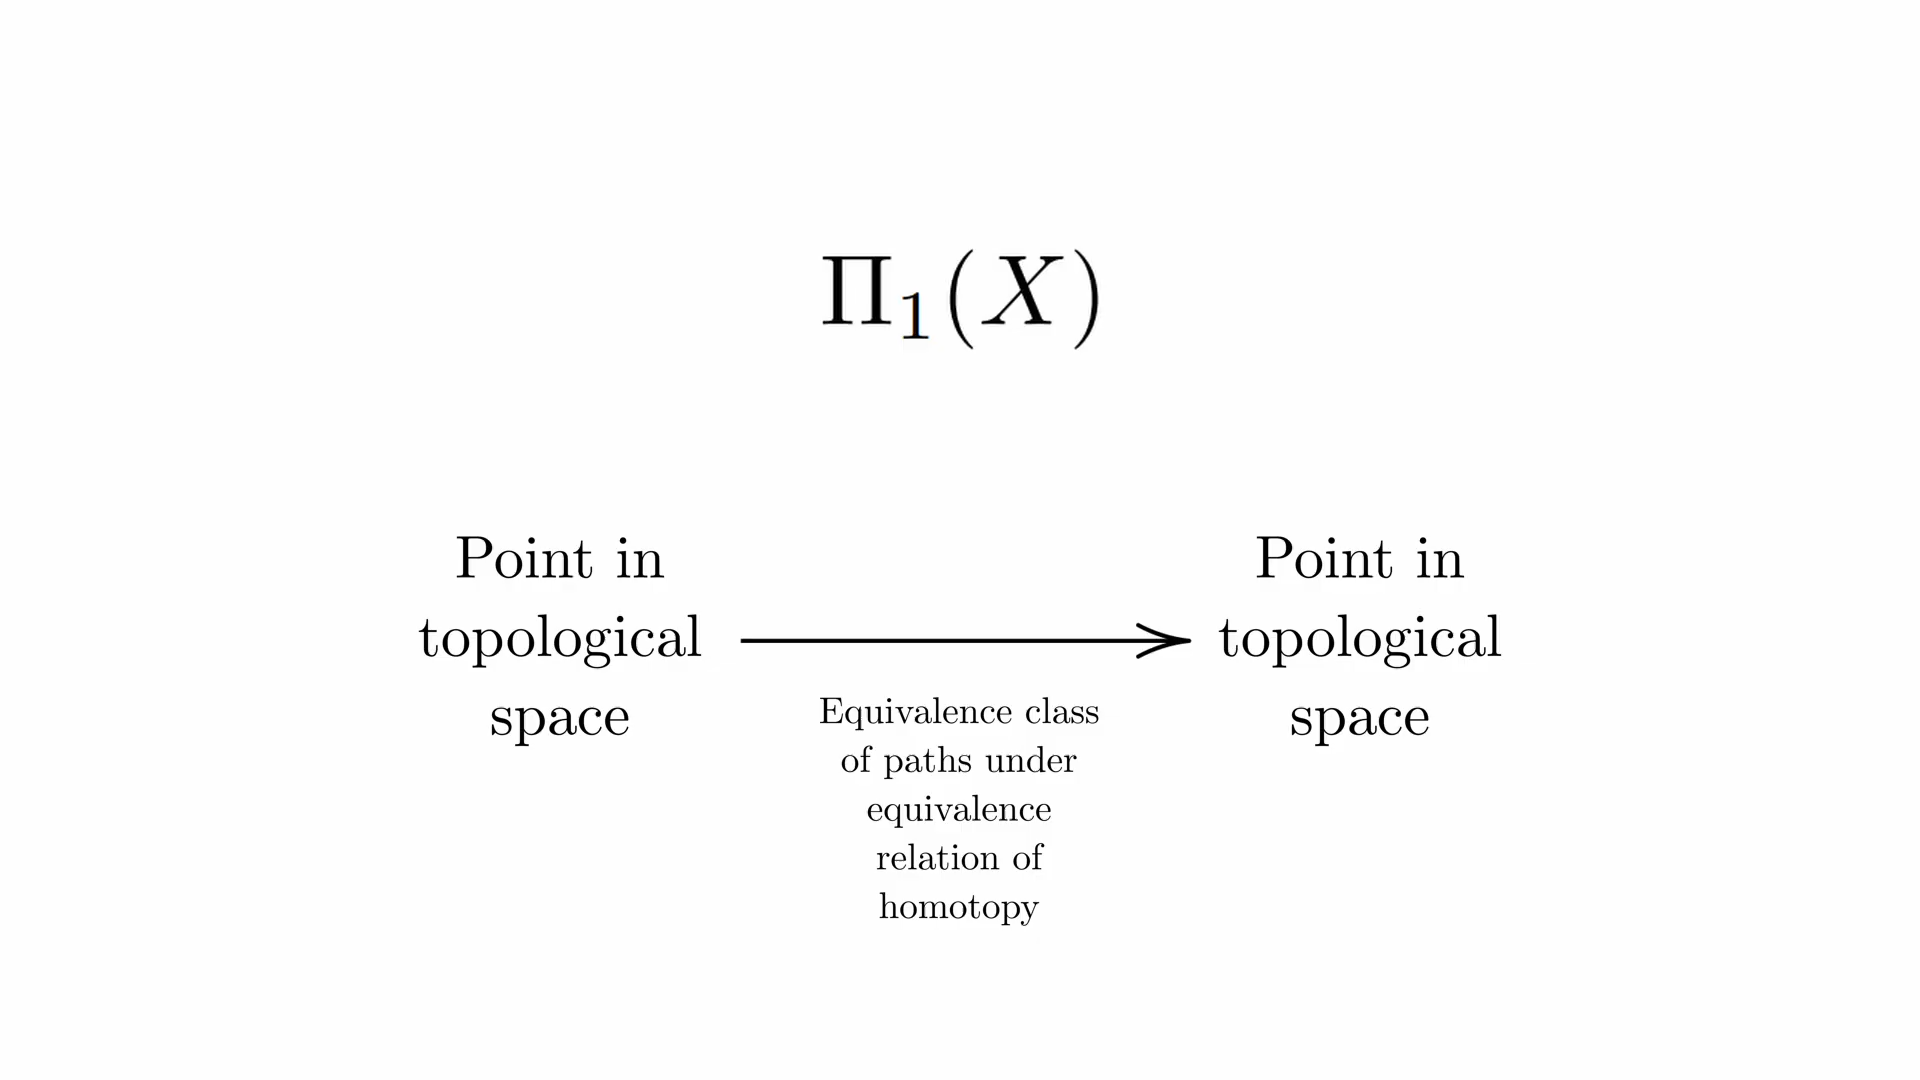 Π₁(X)
Point in
topological
space
Equivalence class
of paths under
equivalence
relation of
homotopy
Point in
topological
space